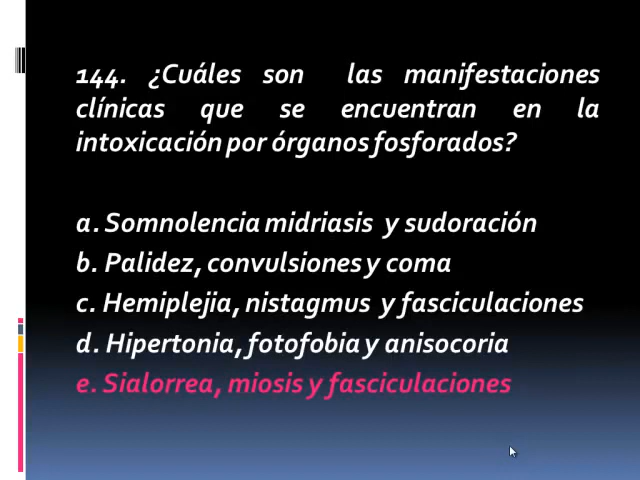 144. ¿Cuáles son las manifestaciones
clínicas que se encuentran en la
intoxicación por órganos fosforados?
a. Somnolencia midriasis y sudoración
b. Palidez, convulsiones y coma
c. Hemiplejia, nistagmus y fasciculaciones
d. Hipertonia, fotofobia y anisocoria
e. Sialorrea, miosis y fasciculaciones